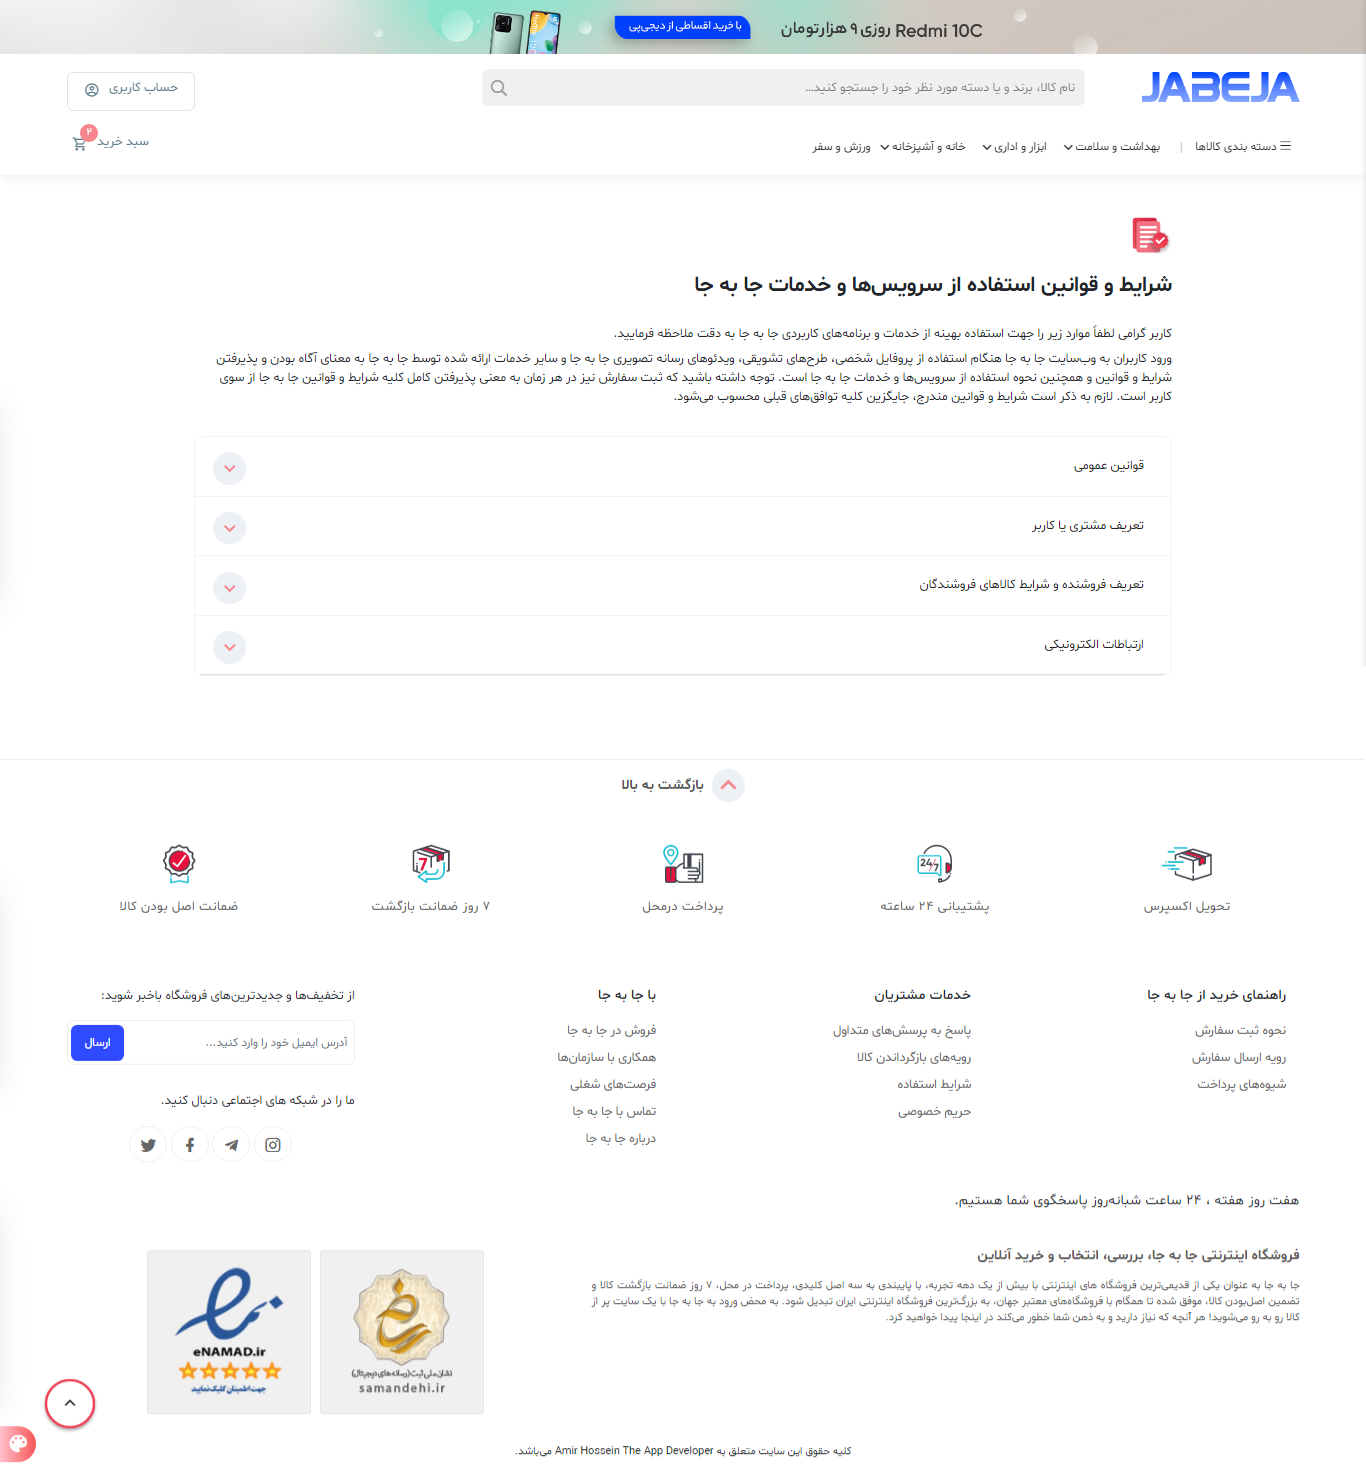 Redmi 10C روزی ۹ هزارتومان
با خرید اقساطی از دیجی‌پی
JABEJA
نام کالا، برند و یا دسته مورد نظر خود را جستجو کنید...
حساب کاربری
دسته بندی کالاها
|
بهداشت و سلامت
ابزار و اداری
خانه و آشپزخانه
ورزش و سفر
سبد خرید
۲
شرایط و قوانین استفاده از سرویس‌ها و خدمات جا به جا
کاربر گرامی لطفاً موارد زیر را جهت استفاده بهینه از خدمات و برنامه‌های کاربردی جا به جا به دقت ملاحظه فرمایید.
ورود کاربران به وب‌سایت جا به جا هنگام استفاده از پروفایل شخصی، طرح‌های تشویقی، ویدئوهای رسانه تصویری جا به جا و سایر خدمات ارائه شده توسط جا به جا به معنای آگاه بودن و پذیرفتن
شرایط و قوانین و همچنین نحوه استفاده از سرویس‌ها و خدمات جا به جا است. توجه داشته باشید که ثبت سفارش نیز در هر زمان به معنی پذیرفتن کامل کلیه شرایط و قوانین جا به جا از سوی
کاربر است. لازم به ذکر است شرایط و قوانین مندرج، جایگزین کلیه توافق‌های قبلی محسوب می‌شود.
قوانین عمومی
تعریف مشتری یا کاربر
تعریف فروشنده و شرایط کالاهای فروشندگان
ارتباطات الکترونیکی
بازگشت به بالا
24/7
7
تحویل اکسپرس
پشتیبانی ۲۴ ساعته
پرداخت درمحل
۷ روز ضمانت بازگشت
ضمانت اصل بودن کالا
راهنمای خرید از جا به جا
نحوه ثبت سفارش
رویه ارسال سفارش
شیوه‌های پرداخت
خدمات مشتریان
پاسخ به پرسش‌های متداول
رویه‌های بازگرداندن کالا
شرایط استفاده
حریم خصوصی
با جا به جا
فروش در جا به جا
همکاری با سازمان‌ها
فرصت‌های شغلی
تماس با جا به جا
درباره جا به جا
از تخفیف‌ها و جدیدترین‌های فروشگاه باخبر شوید:
آدرس ایمیل خود را وارد کنید...
ارسال
ما را در شبکه های اجتماعی دنبال کنید.
هفت روز هفته ، ۲۴ ساعت شبانه‌روز پاسخگوی شما هستیم.
فروشگاه اینترنتی جا به جا، بررسی، انتخاب و خرید آنلاین
جا به جا به عنوان یکی از قدیمی‌ترین فروشگاه های اینترنتی با بیش از یک دهه تجربه، با پایبندی به سه اصل کلیدی، پرداخت در محل، ۷ روز ضمانت بازگشت کالا و
تضمین اصل‌بودن کالا، موفق شده تا همگام با فروشگاه‌های معتبر جهان، به بزرگ‌ترین فروشگاه اینترنتی ایران تبدیل شود. به محض ورود به جا به جا با یک سایت پر از
کالا رو به رو می‌شوید! هر آنچه که نیاز دارید و به ذهن شما خطور می‌کند در اینجا پیدا خواهید کرد.
نشان ملی ثبت(رسانه‌های دیجیتال)
samandehi.ir
eNAMAD.ir
جهت اطمینان کلیک نمایید
کلیه حقوق این سایت متعلق به Amir Hossein The App Developer می‌باشد.